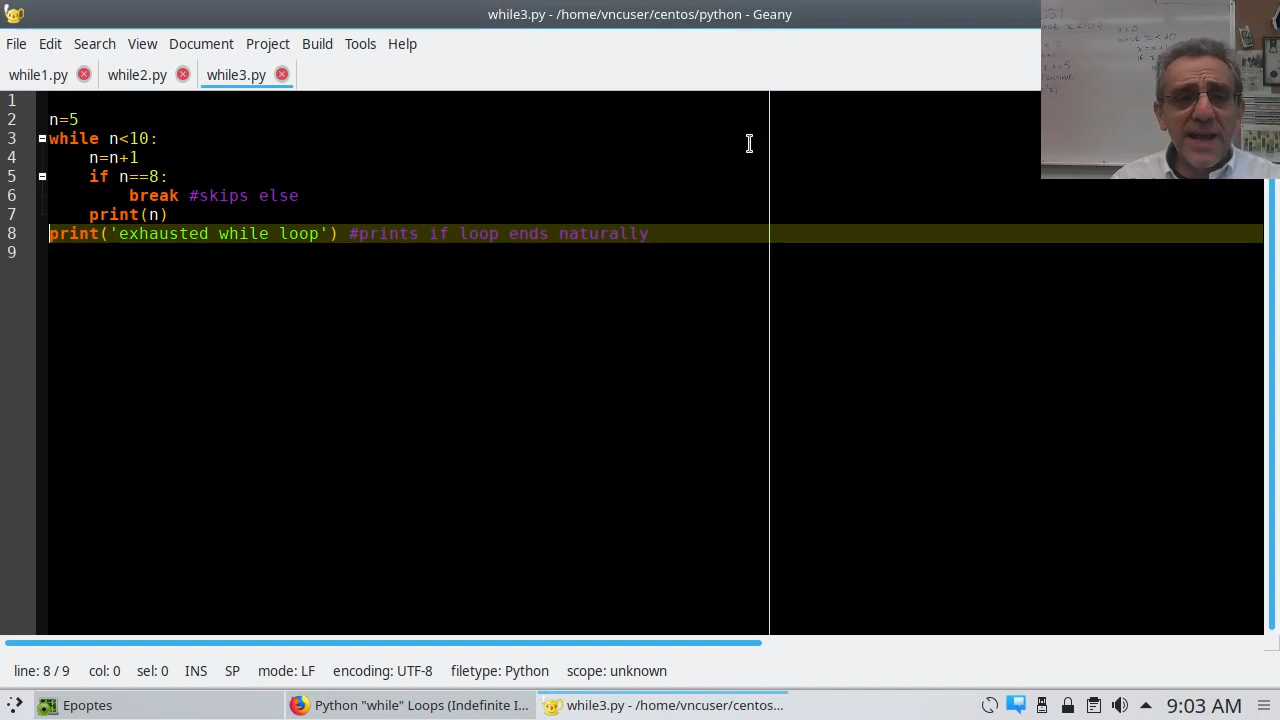 while3.py - /home/vncuser/centos/python - Geany
File Edit Search View Document Project Build Tools Help
while1.py while2.py while3.py
1
2 n=5
3 while n<10:
4 n=n+1
5 if n==8:
6 break #skips else
7 print(n)
8 print('exhausted while loop') #prints if loop ends naturally
9
line: 8 / 9 col: 0 sel: 0 INS SP mode: LF encoding: UTF-8 filetype: Python scope: unknown
Epoptes Python "while" Loops (Indefinite I... while3.py - /home/vncuser/centos... 9:03 AM